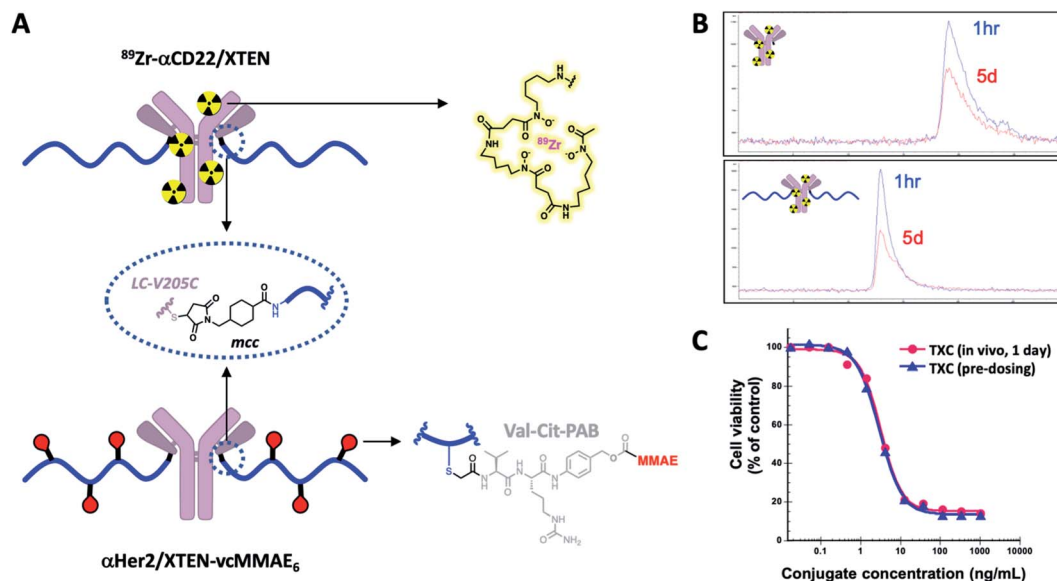 A
⁸⁹Zr-αCD22/XTEN
H
N
O
N
O⁻
O
⁸⁹Zr
N
O⁻
O
NH
O⁻
N
O
O
N
H
LC-V205C
O
S
N
O
O
N
H
mcc
Val-Cit-PAB
S
O
N
H
H
N
O
O
N
H
O
O
MMAE
N
H
O
NH₂
αHer2/XTEN-vcMMAE₆
B
1hr
5d
1hr
5d
C
TXC (in vivo, 1 day)
TXC (pre-dosing)
Cell viability
(% of control)
100
80
60
40
20
0
0.1
1
10
100
1000
10000
Conjugate concentration (ng/mL)